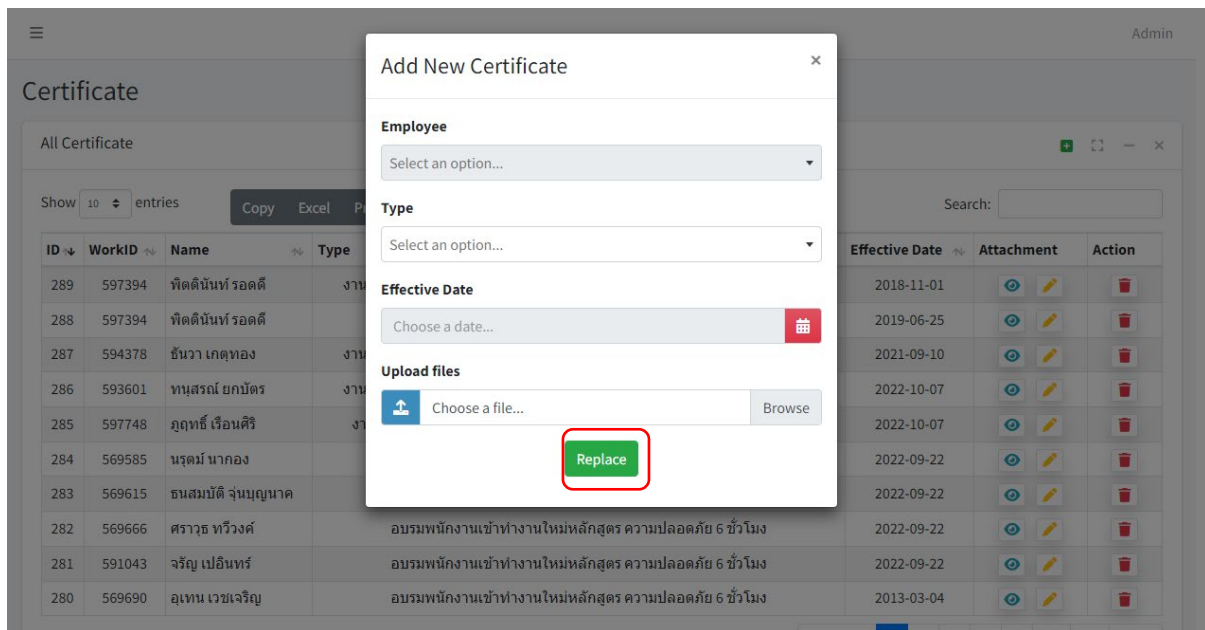 Admin
Certificate
All Certificate
Show 10 entries
Copy Excel
Search:
Add New Certificate
×
Employee
Select an option...
Type
Select an option...
Effective Date
Choose a date...
Upload files
Choose a file... Browse
Replace
ID WorkID Name Type Effective Date Attachment Action
289 597394 พิตตินันท์ รอดดี งาน 2018-11-01
288 597394 พิตตินันท์ รอดดี 2019-06-25
287 594378 ธันวา เกตุทอง งาน 2021-09-10
286 593601 ทนุสรณ์ ยกบัตร งาน 2022-10-07
285 597748 ภูฤทธิ์ เรือนศิริ 2022-10-07
284 569585 นรุตม์ นากอง 2022-09-22
283 569615 ธนสมบัติ จุ่นบุญนาค 2022-09-22
282 569666 ศราวุธ ทวีวงค์ อบรมพนักงานเข้าทำงานใหม่หลักสูตร ความปลอดภัย 6 ชั่วโมง 2022-09-22
281 591043 จรัญ เปอินทร์ อบรมพนักงานเข้าทำงานใหม่หลักสูตร ความปลอดภัย 6 ชั่วโมง 2022-09-22
280 569690 อุเทน เวชเจริญ อบรมพนักงานเข้าทำงานใหม่หลักสูตร ความปลอดภัย 6 ชั่วโมง 2013-03-04